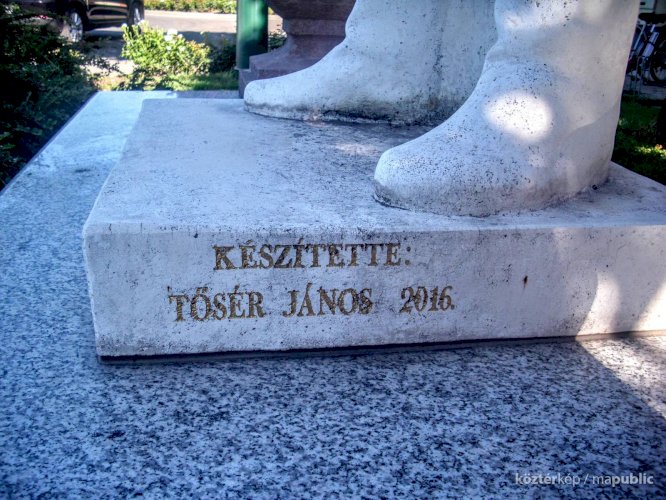 KÉSZÍTETTE:
TŐSÉR JÁNOS 2016.
köztérkép / mapublic